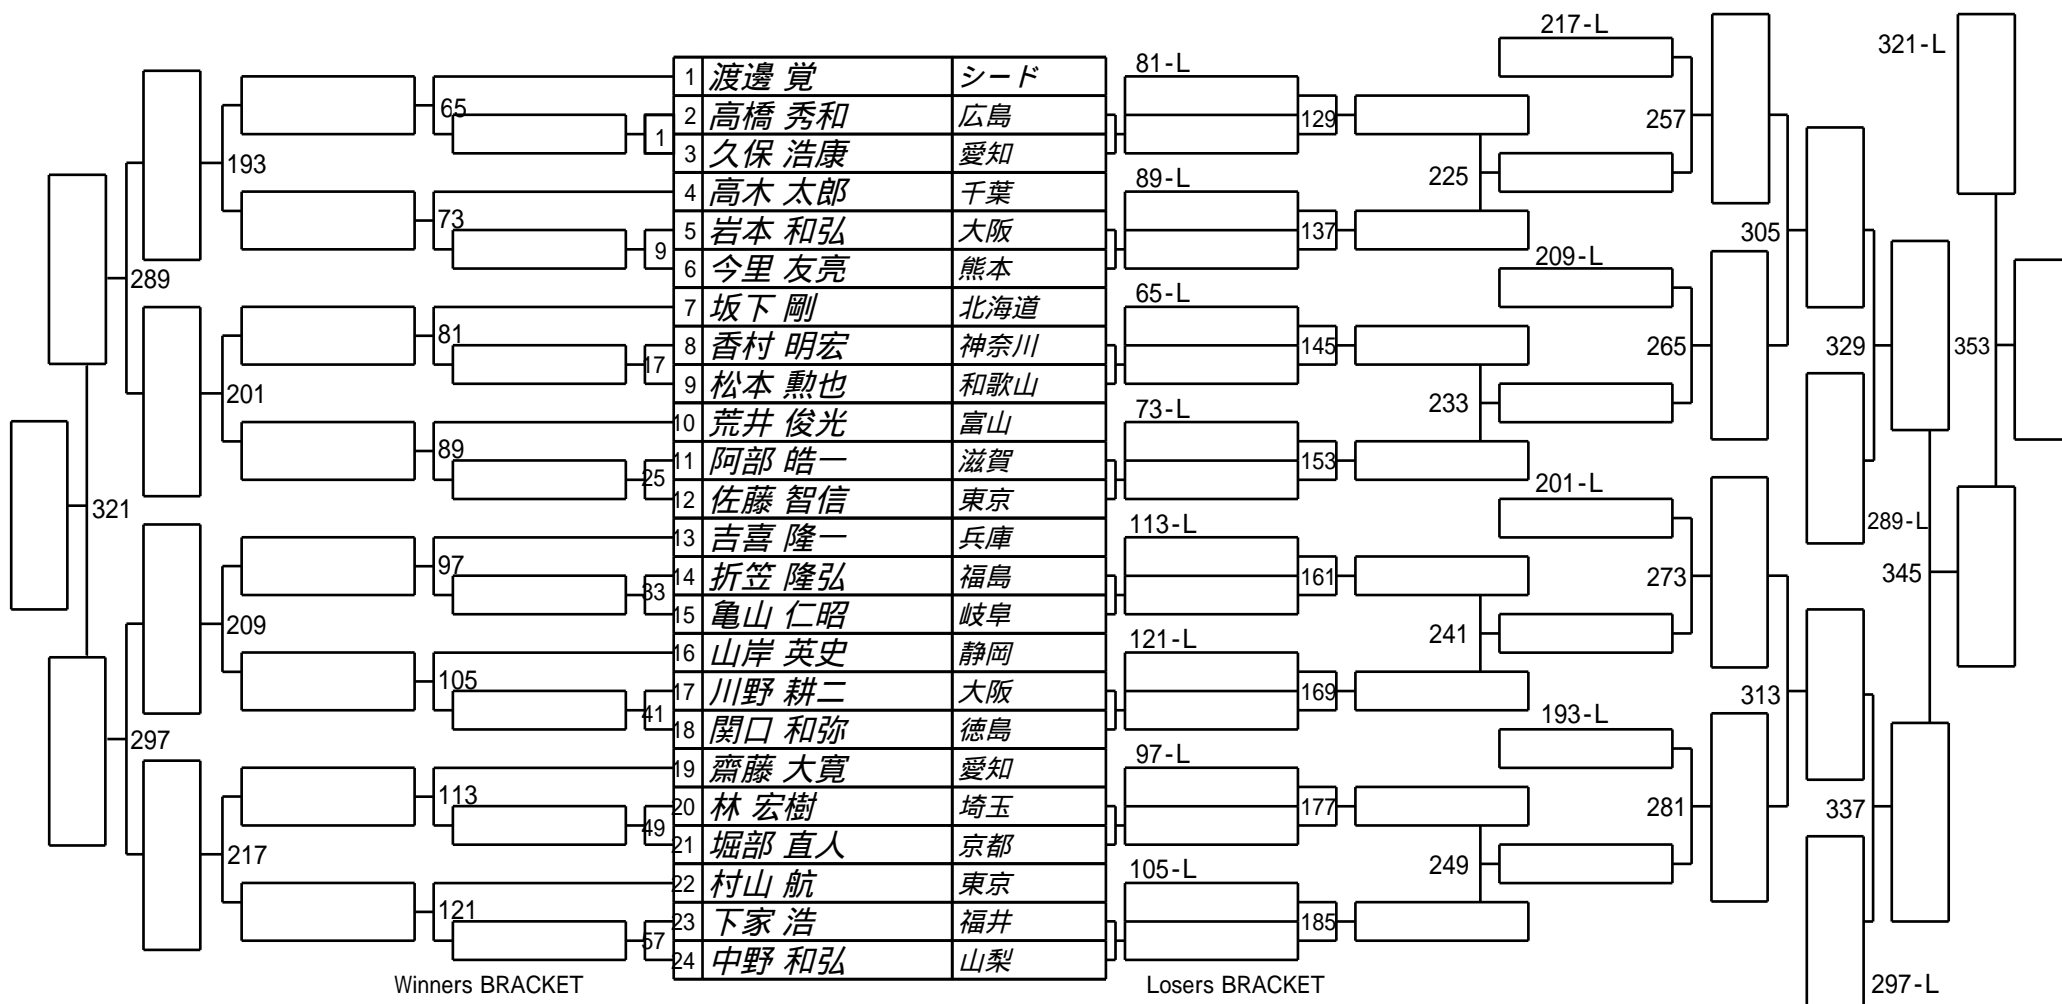 217-L
321-L
1 渡邊 覚 シード 81-L
65 2 高橋 秀和 広島 129 257
1
3 久保 浩康 愛知
193
4 高木 太郎 千葉 89-L 225
73 5 岩本 和弘 大阪 137 305
9
6 今里 友亮 熊本 209-L
289
7 坂下 剛 北海道 65-L
81 8 香村 明宏 神奈川 145 265 329 353
17
9 松本 勲也 和歌山
201 233
10 荒井 俊光 富山 73-L
89 11 阿部 皓一 滋賀 153
25
12 佐藤 智信 東京 201-L
321 289-L
13 吉喜 隆一 兵庫 113-L
97 14 折笠 隆弘 福島 161 273 345
33
15 亀山 仁昭 岐阜
209 241
16 山岸 英史 静岡 121-L
105 17 川野 耕二 大阪 169 313
41
18 関口 和弥 徳島 193-L
297
19 齋藤 大寛 愛知 97-L
113 20 林 宏樹 埼玉 177 281 337
49
21 堀部 直人 京都
217 249
22 村山 航 東京 105-L
121 23 下家 浩 福井 185
57
24 中野 和弘 山梨
Winners BRACKET Losers BRACKET 297-L